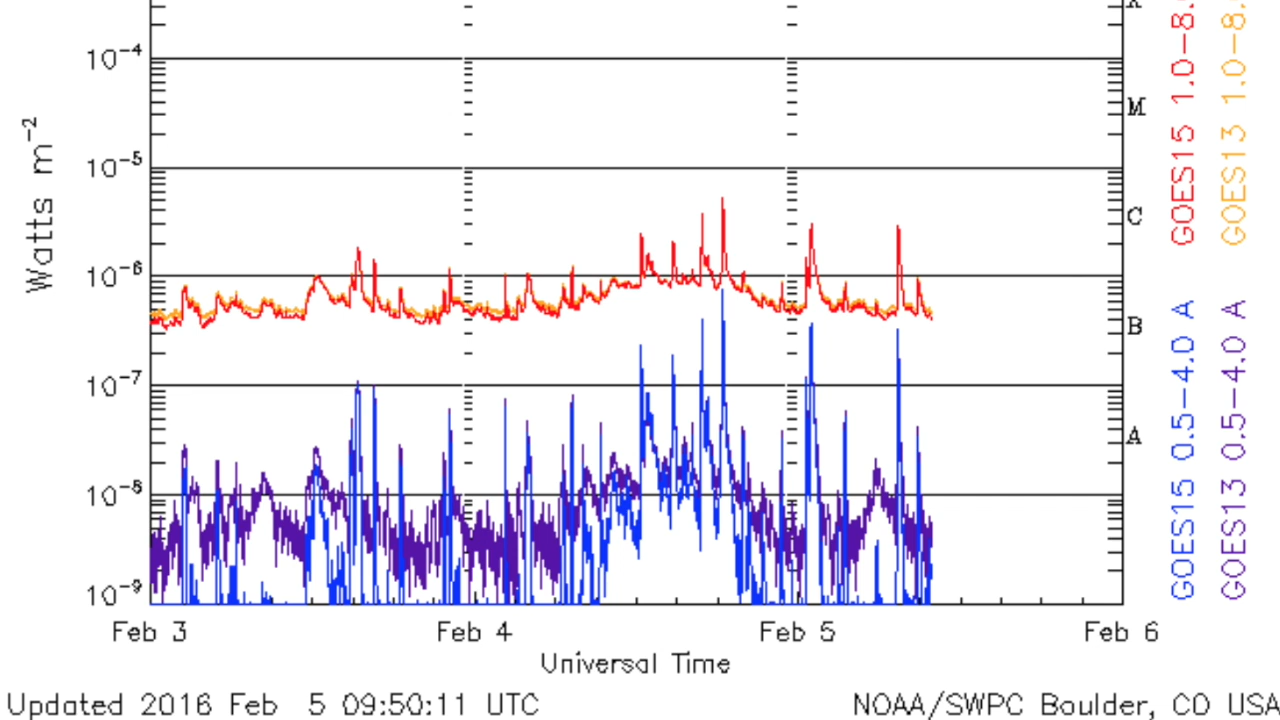 X
10-4
M
10-5
C
10-6
B
10-7
A
10-8
10-9
Watts m-2
Feb 3 Feb 4 Feb 5 Feb 6
Universal Time
Updated 2016 Feb 5 09:50:11 UTC
NOAA/SWPC Boulder, CO USA
GOES15 1.0-8.
GOES13 1.0-8.
GOES15 0.5-4.0 A
GOES13 0.5-4.0 A